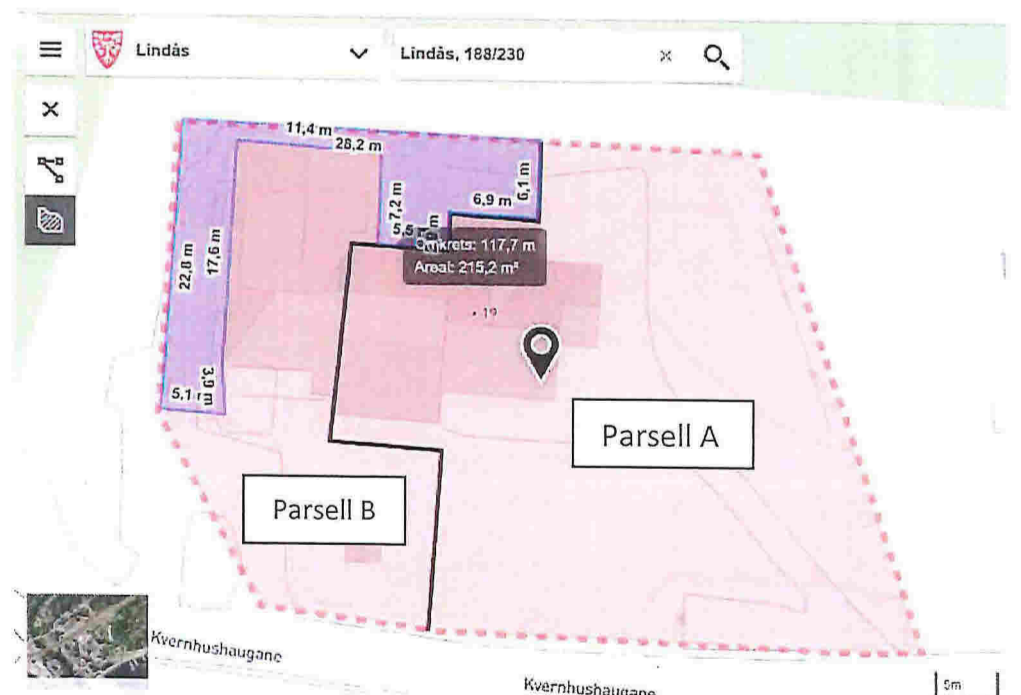 Lindås
Lindås, 188/230
11,4 m
28,2 m
6,1 m
6,9 m
7,2 m
5,5
22,8 m
17,6 m
Omkrets: 117,7 m
Areal: 215,2 m²
19
3,9 m
5,1
Parsell A
Parsell B
Kvernhushaugane
Kvernhushaugane
5m